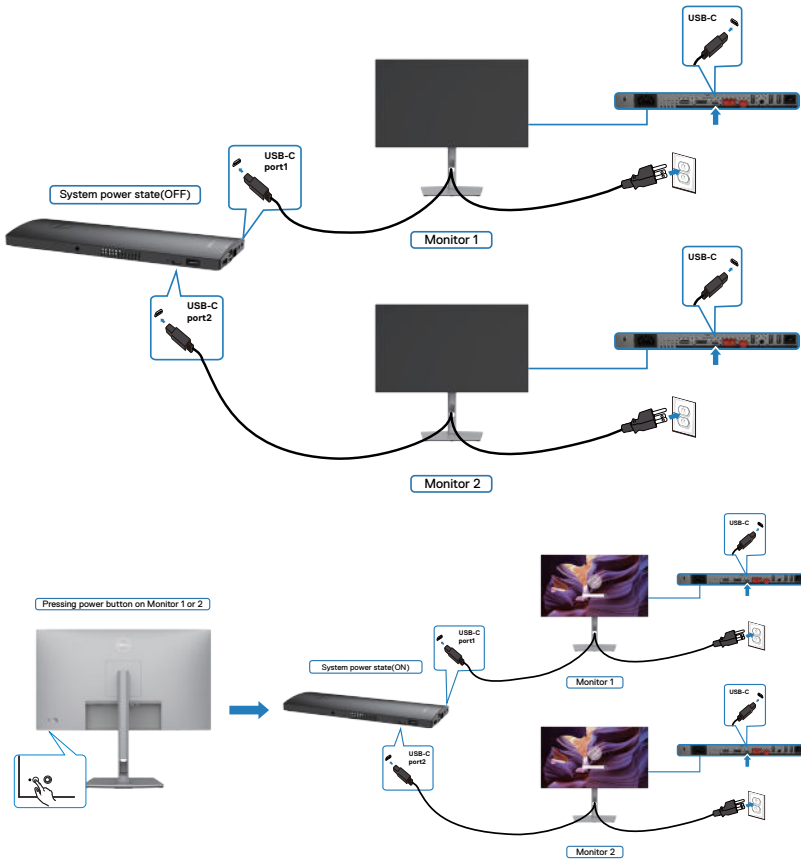 USB-C
USB-C
port1
System power state(OFF)
Monitor 1
USB-C
USB-C
port2
Monitor 2
USB-C
Pressing power button on Monitor 1 or 2
USB-C
port1
System power state(ON)
Monitor 1
USB-C
USB-C
port2
Monitor 2